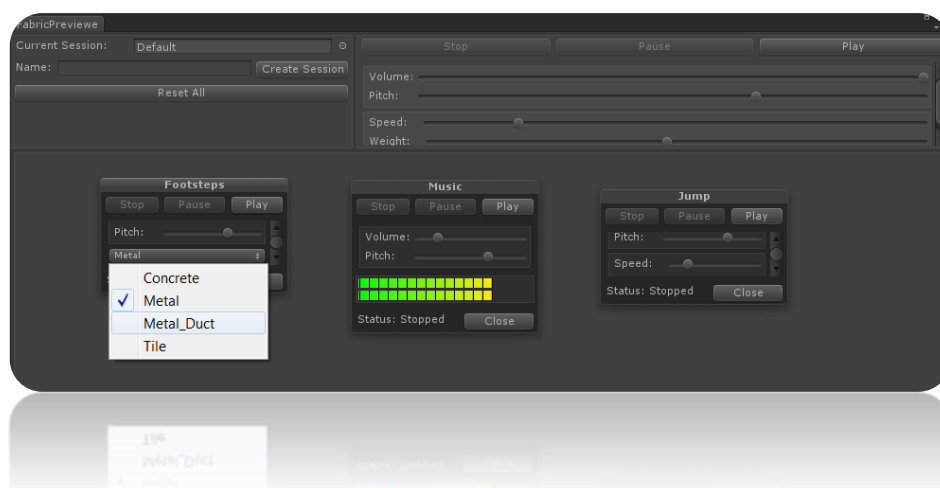 FabricPreviewe
Current Session: Default
Name: Create Session
Reset All
Stop Pause Play
Volume:
Pitch:
Speed:
Weight:
Footsteps
Stop Pause Play
Pitch:
Metal
Concrete
Metal
Metal_Duct
Tile
Music
Stop Pause Play
Volume:
Pitch:
Status: Stopped Close
Jump
Stop Pause Play
Pitch:
Speed:
Status: Stopped Close